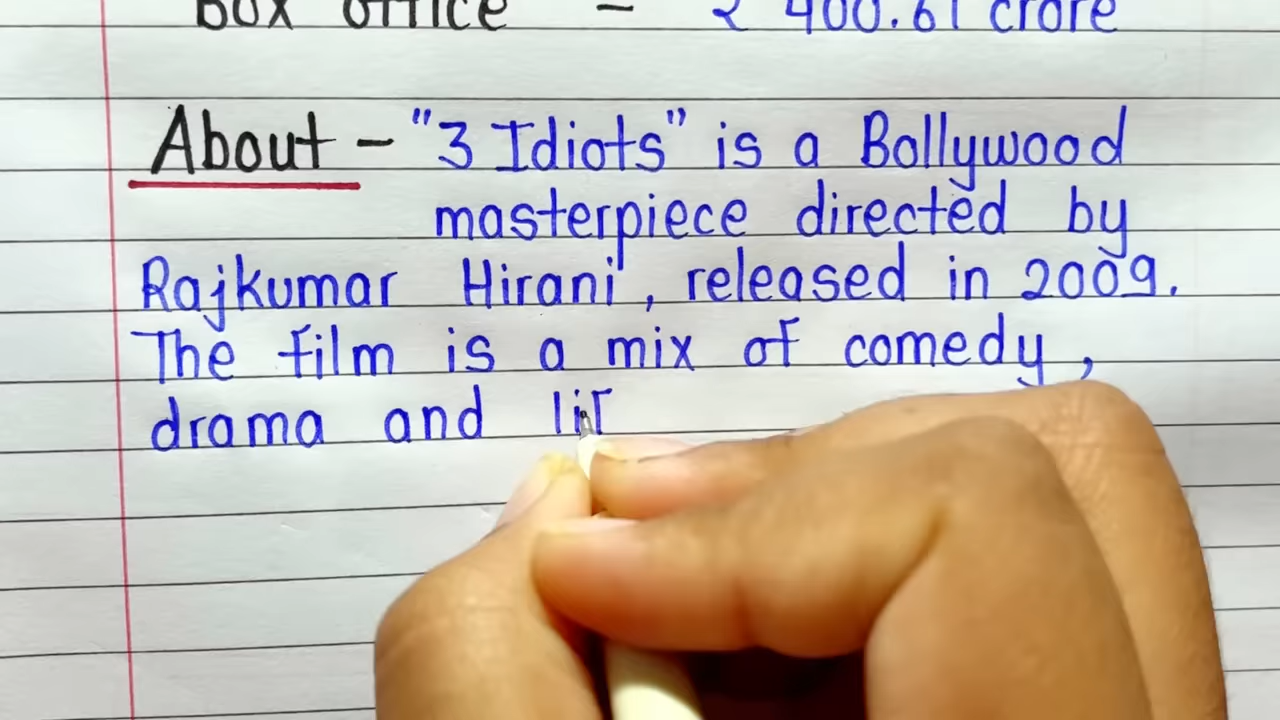 Box office - ₹ 400.61 crore
About - "3 Idiots" is a Bollywood
masterpiece directed by
Rajkumar Hirani, released in 2009.
The film is a mix of comedy,
drama and